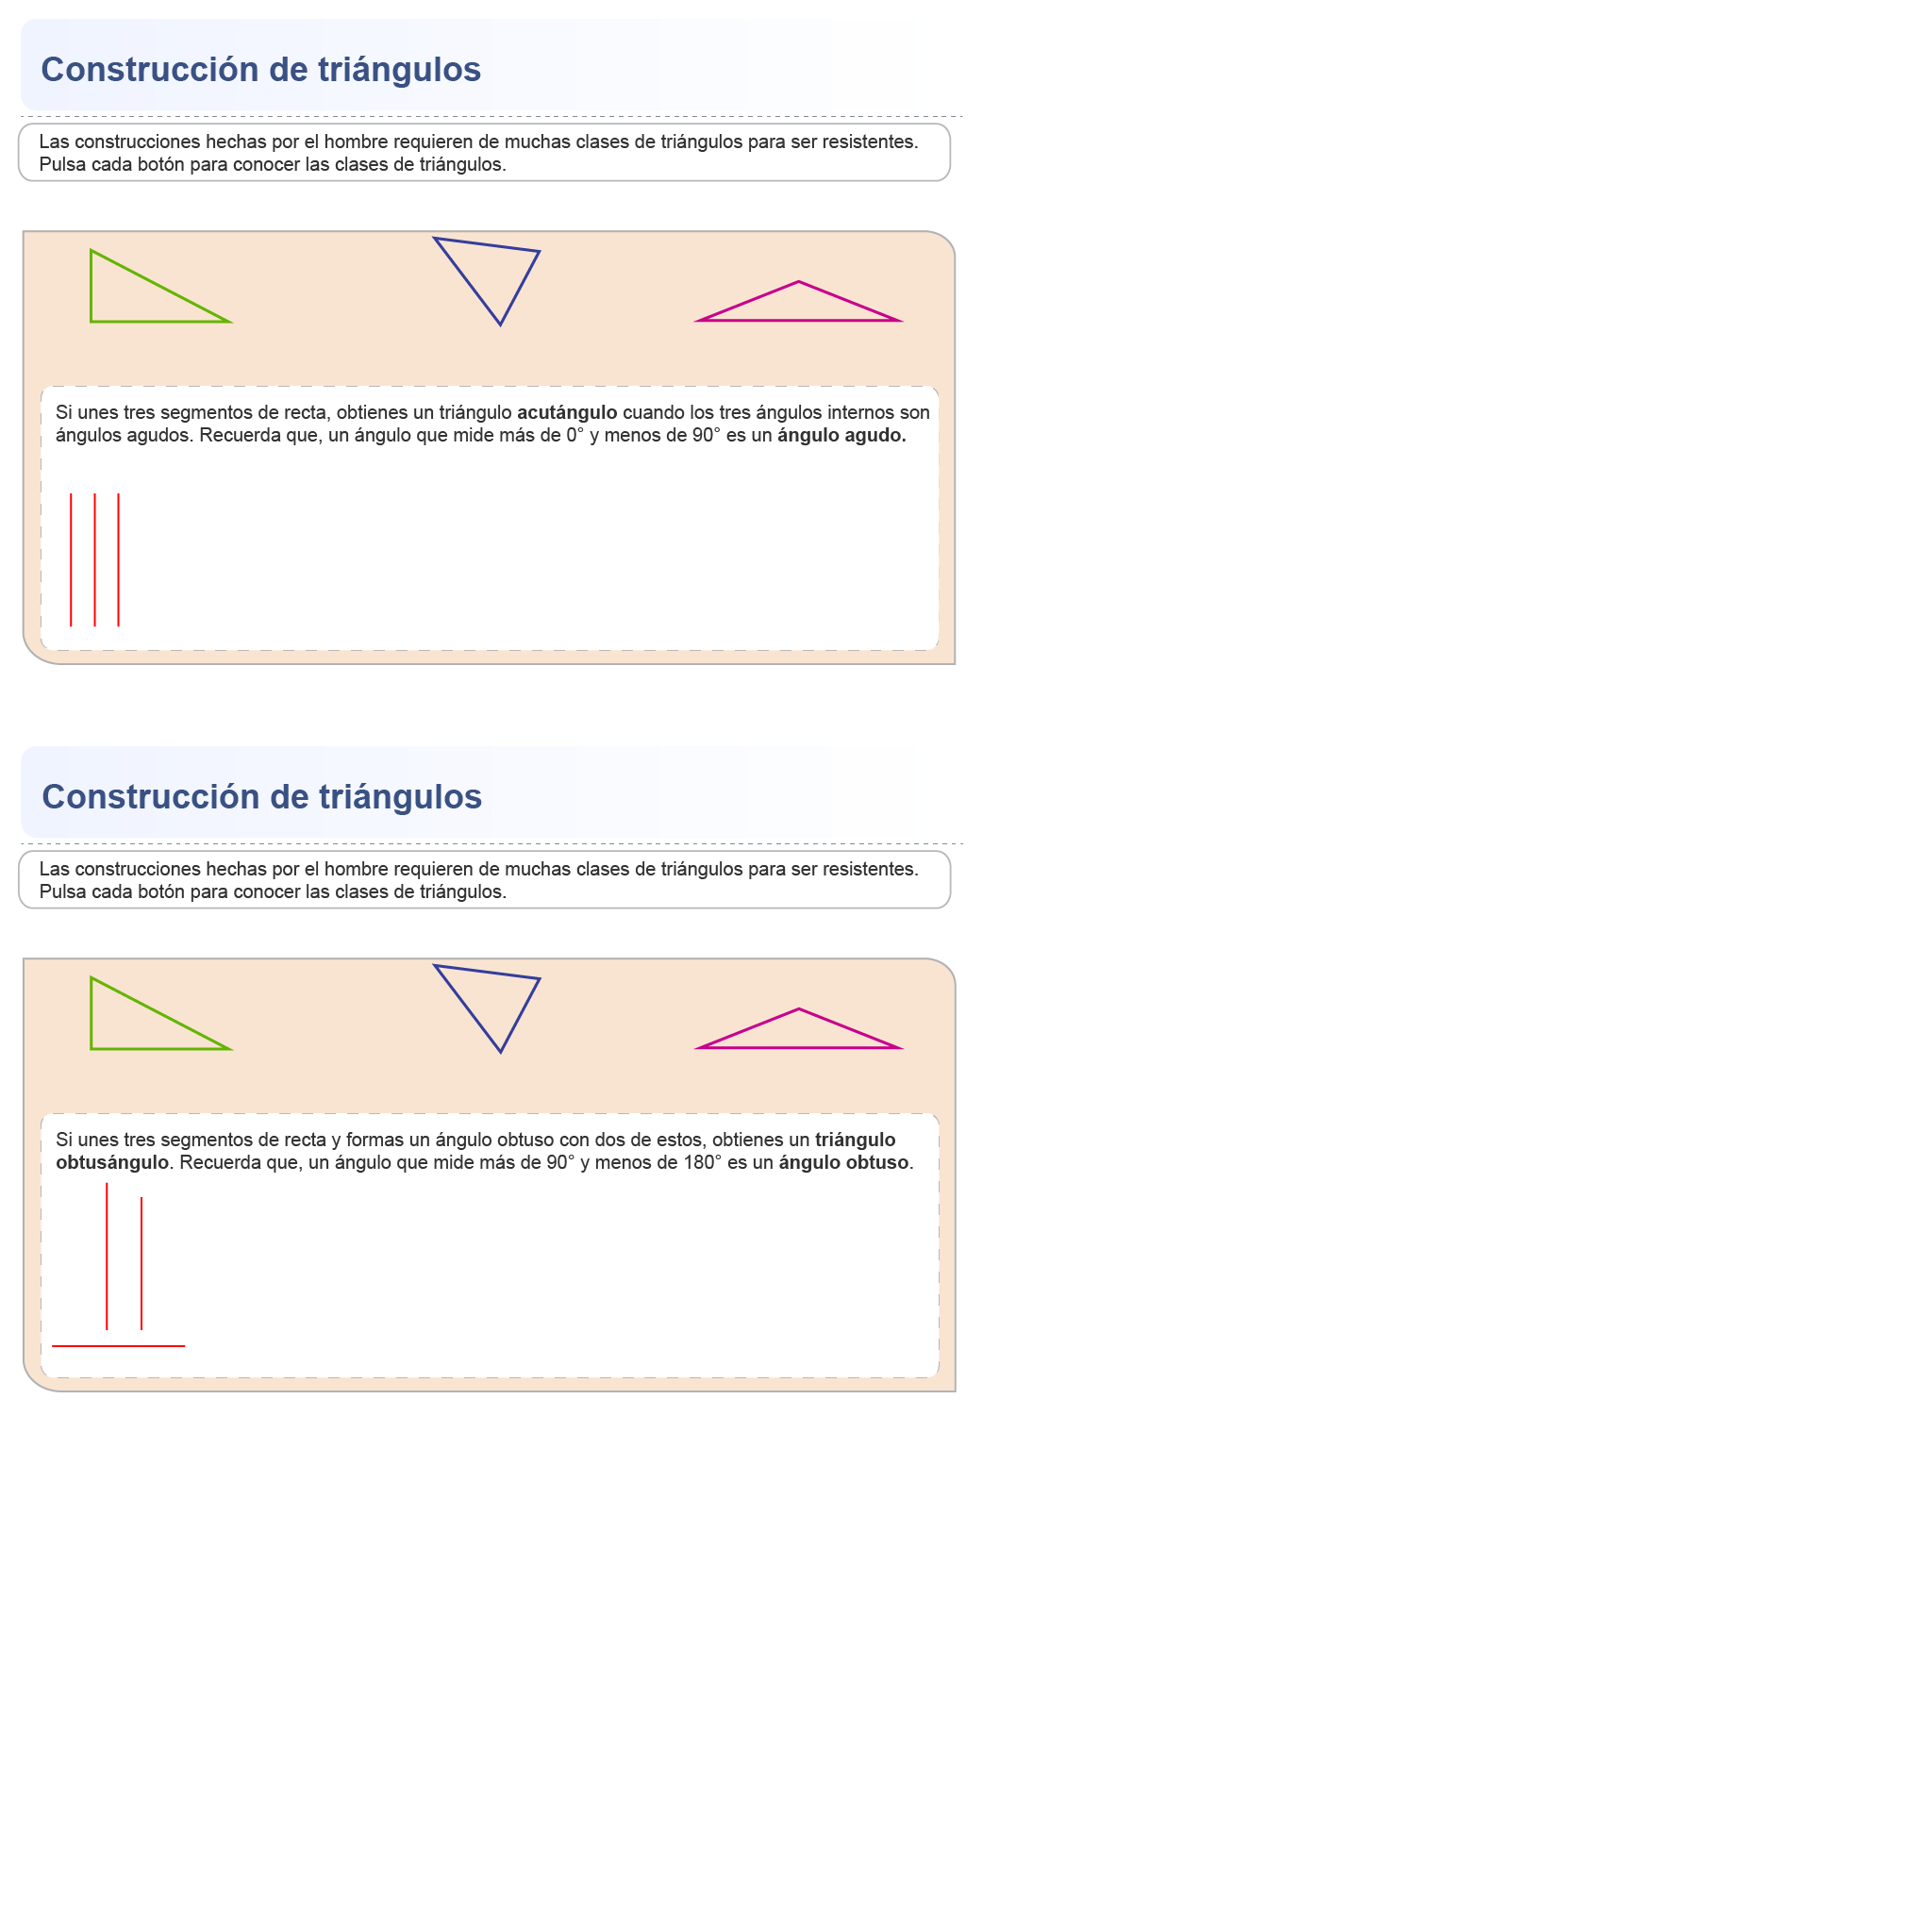 Construcción de triángulos
Las construcciones hechas por el hombre requieren de muchas clases de triángulos para ser resistentes.
Pulsa cada botón para conocer las clases de triángulos.
Si unes tres segmentos de recta, obtienes un triángulo acutángulo cuando los tres ángulos internos son
ángulos agudos. Recuerda que, un ángulo que mide más de 0° y menos de 90° es un ángulo agudo.
Construcción de triángulos
Las construcciones hechas por el hombre requieren de muchas clases de triángulos para ser resistentes.
Pulsa cada botón para conocer las clases de triángulos.
Si unes tres segmentos de recta y formas un ángulo obtuso con dos de estos, obtienes un triángulo
obtusángulo. Recuerda que, un ángulo que mide más de 90° y menos de 180° es un ángulo obtuso.